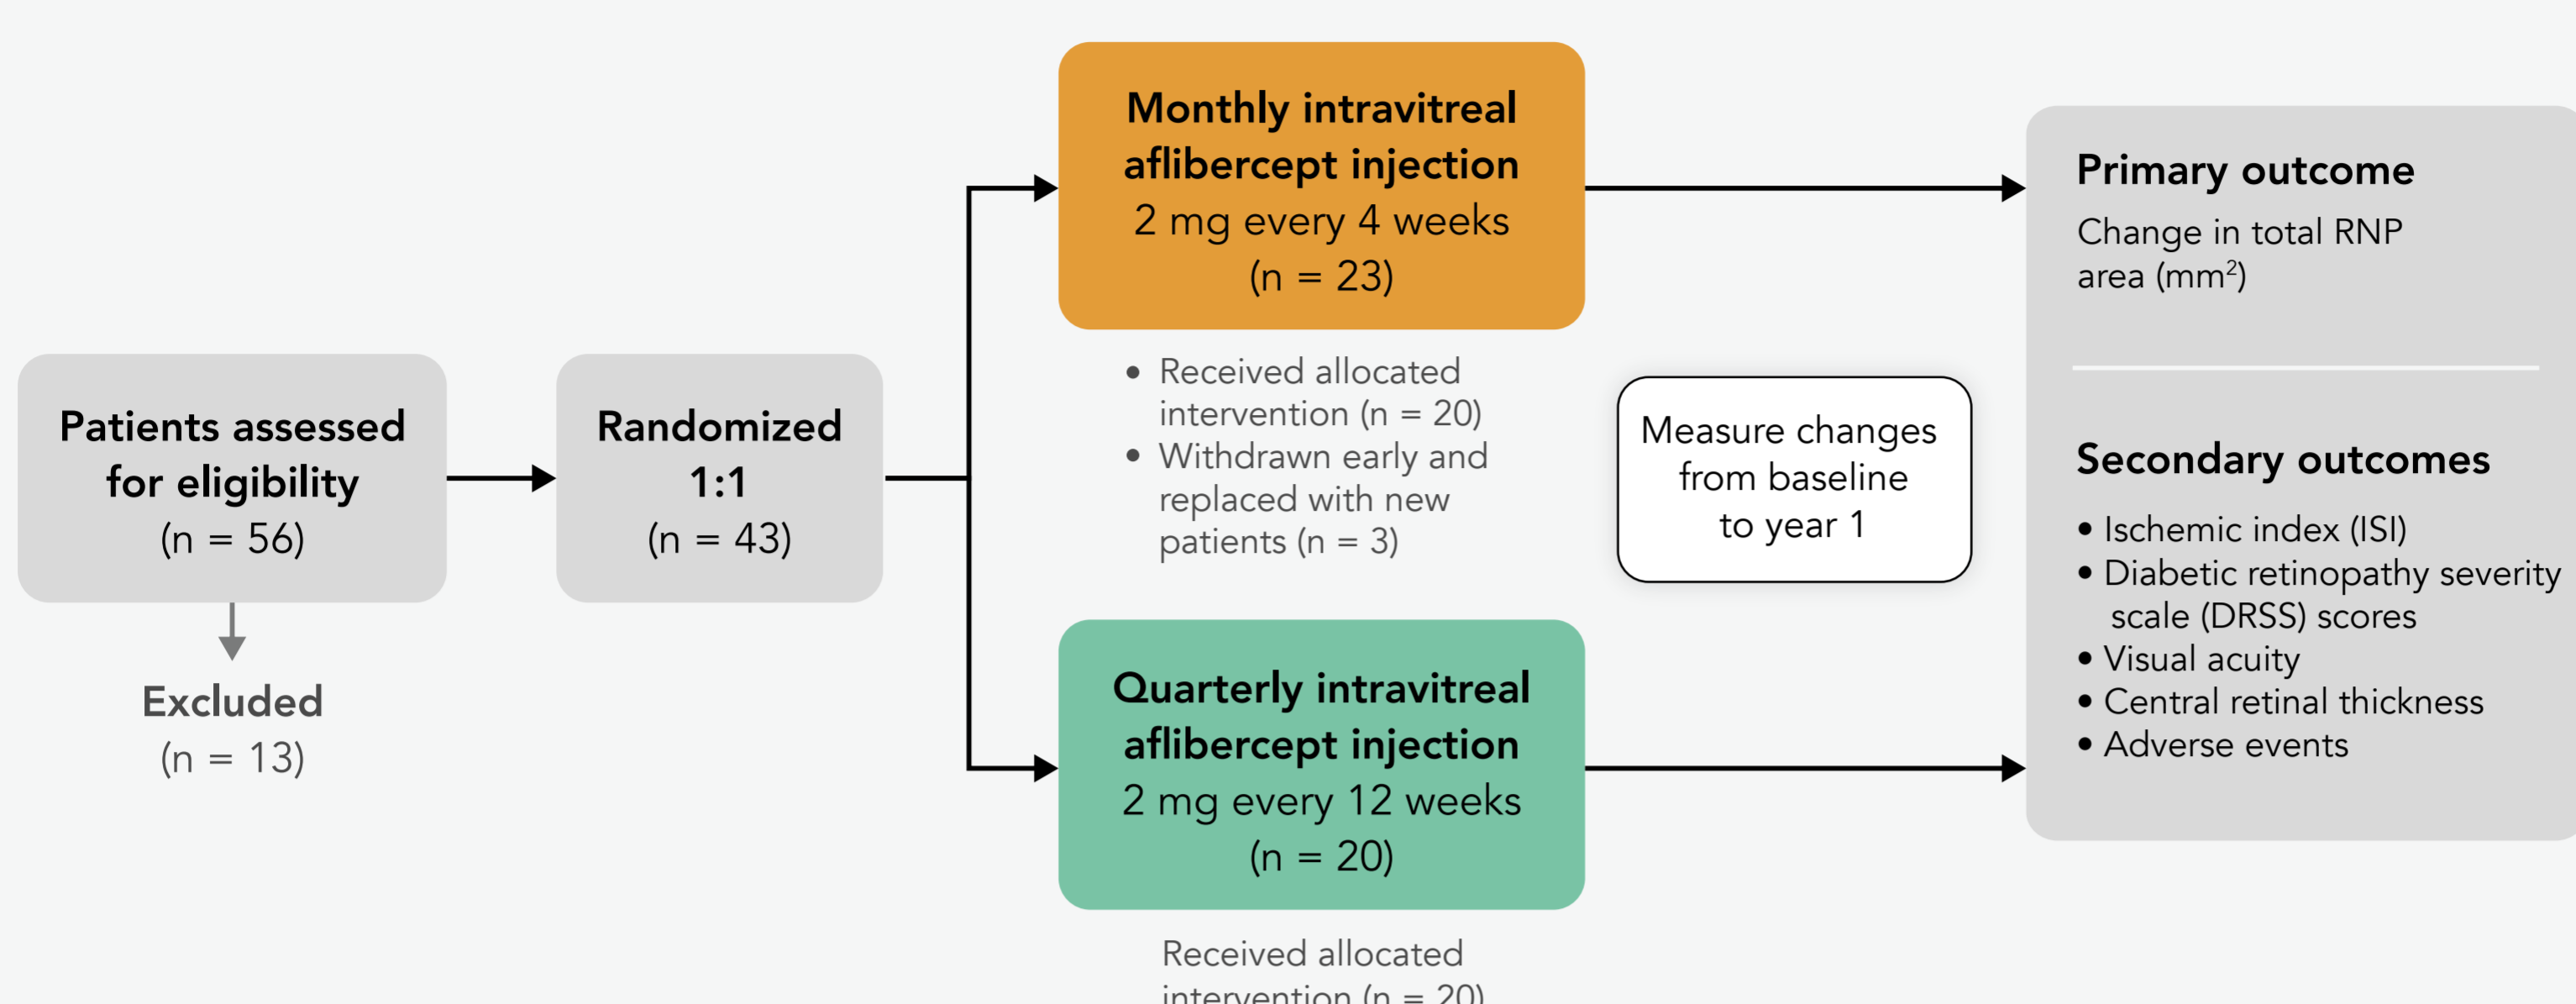 Patients assessed
for eligibility
(n = 56)
Excluded
(n = 13)
Randomized
1:1
(n = 43)
Monthly intravitreal
aflibercept injection
2 mg every 4 weeks
(n = 23)
• Received allocated
intervention (n = 20)
• Withdrawn early and
replaced with new
patients (n = 3)
Quarterly intravitreal
aflibercept injection
2 mg every 12 weeks
(n = 20)
Received allocated
intervention (n = 20)
Measure changes
from baseline
to year 1
Primary outcome
Change in total RNP
area (mm²)
Secondary outcomes
• Ischemic index (ISI)
• Diabetic retinopathy severity
scale (DRSS) scores
• Visual acuity
• Central retinal thickness
• Adverse events